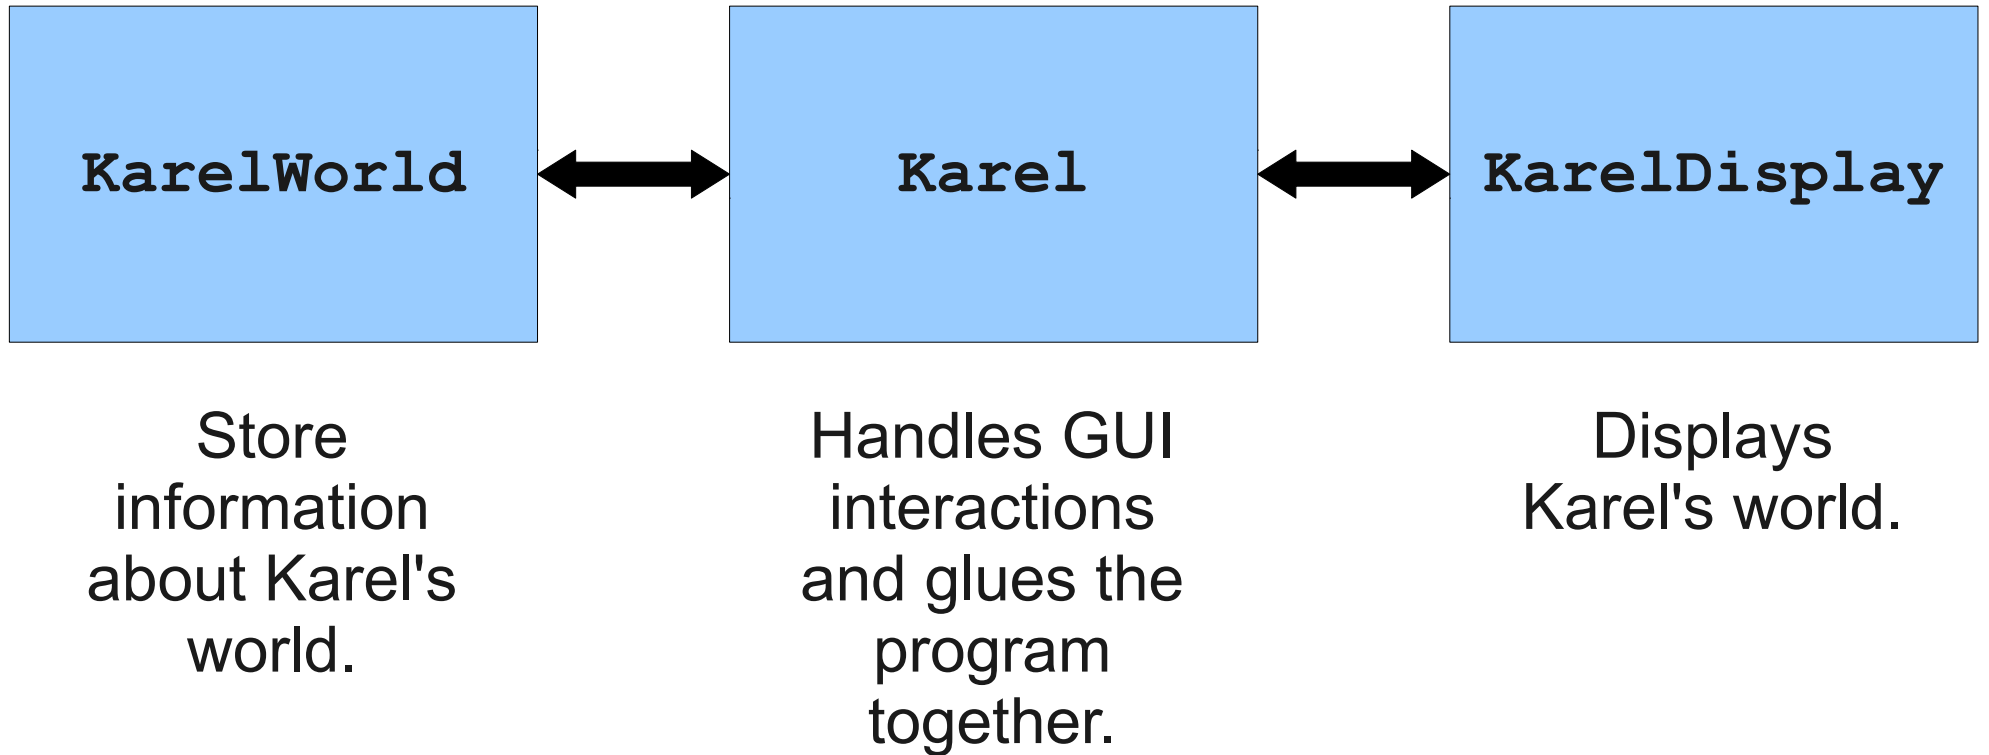 KarelWorld
Karel
KarelDisplay
Store
information
about Karel's
world.
Handles GUI
interactions
and glues the
program
together.
Displays
Karel's world.